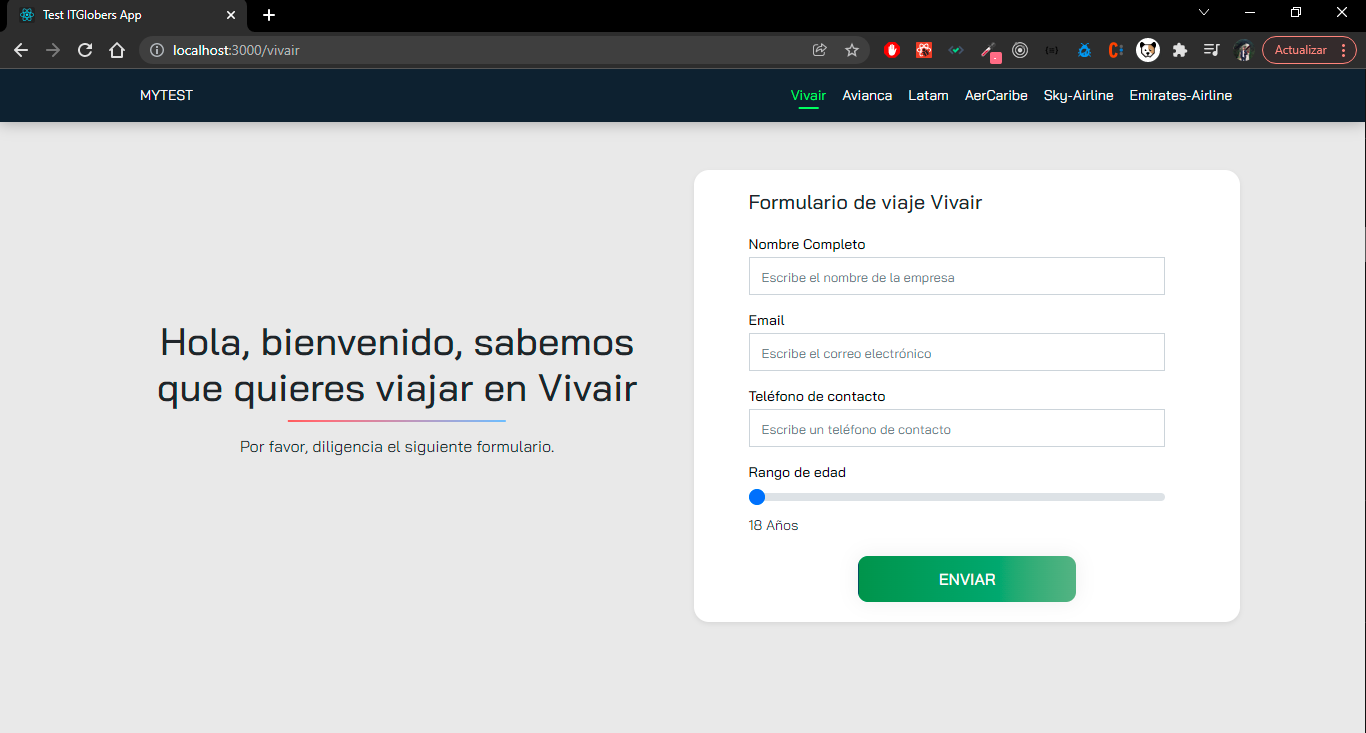 Test ITGlobers App
localhost:3000/vivair
Actualizar
MYTEST
Vivair
Avianca
Latam
AerCaribe
Sky-Airline
Emirates-Airline
Hola, bienvenido, sabemos
que quieres viajar en Vivair
Por favor, diligencia el siguiente formulario.
Formulario de viaje Vivair
Nombre Completo
Escribe el nombre de la empresa
Email
Escribe el correo electrónico
Teléfono de contacto
Escribe un teléfono de contacto
Rango de edad
18 Años
ENVIAR